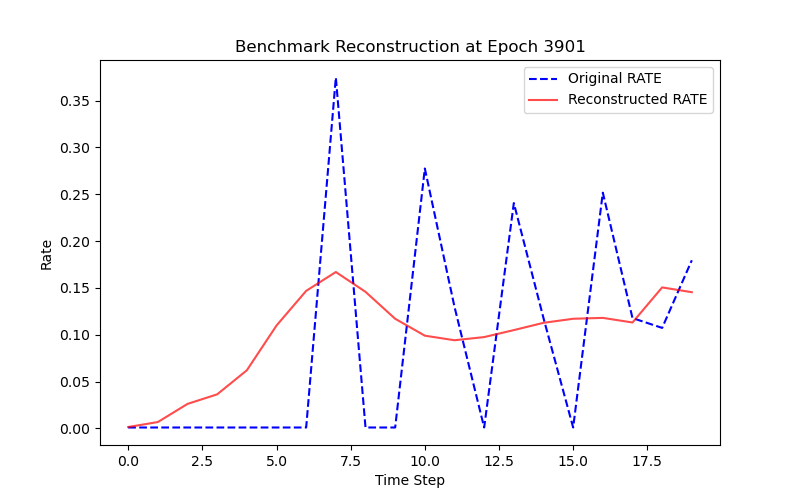 Benchmark Reconstruction at Epoch 3901
Original RATE
Reconstructed RATE
0.35
0.30
0.25
0.20
0.15
0.10
0.05
0.00
Rate
0.0 2.5 5.0 7.5 10.0 12.5 15.0 17.5
Time Step